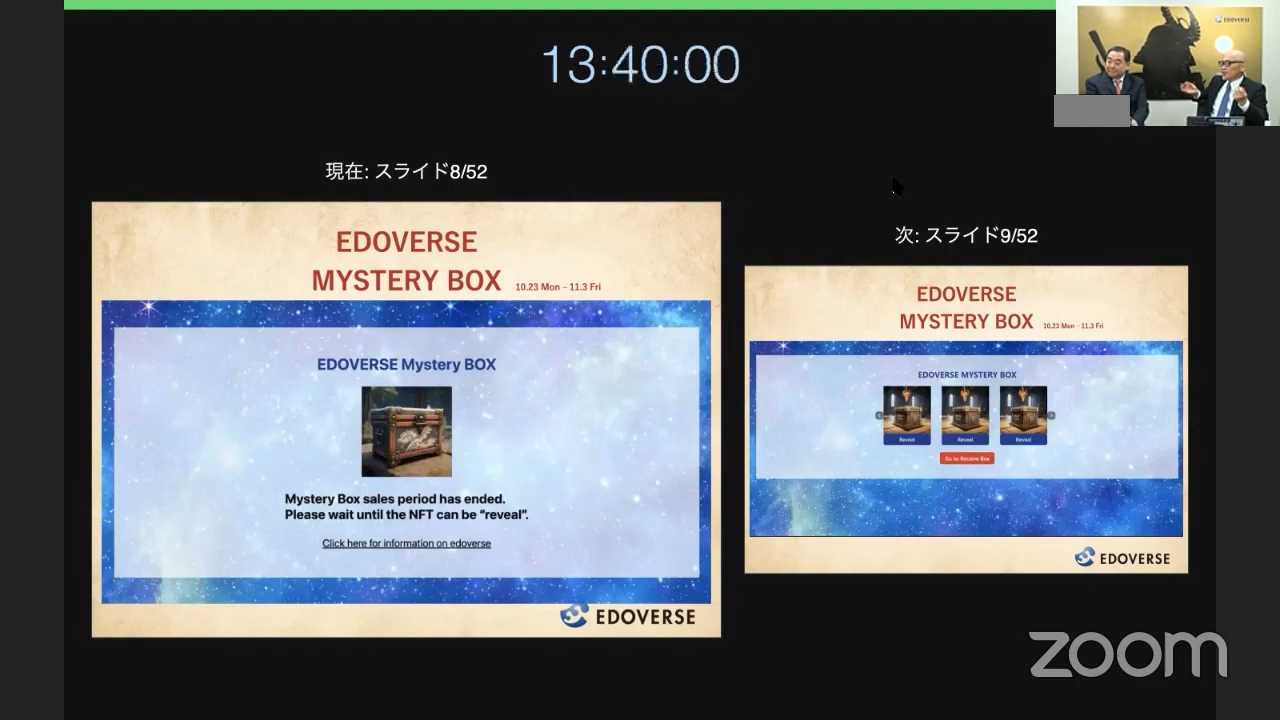 EDOVERSE
13:40:00
現在: スライド8/52
EDOVERSE
MYSTERY BOX 10.23 Mon – 11.3 Fri
EDOVERSE Mystery BOX
Mystery Box sales period has ended.
Please wait until the NFT can be “reveal”.
Click here for information on edoverse
EDOVERSE
次: スライド9/52
EDOVERSE
MYSTERY BOX 10.23 Mon - 11.3 Fri
EDOVERSE MYSTERY BOX
Reveal Reveal Reveal
Go to Recieve Box
EDOVERSE
zoom